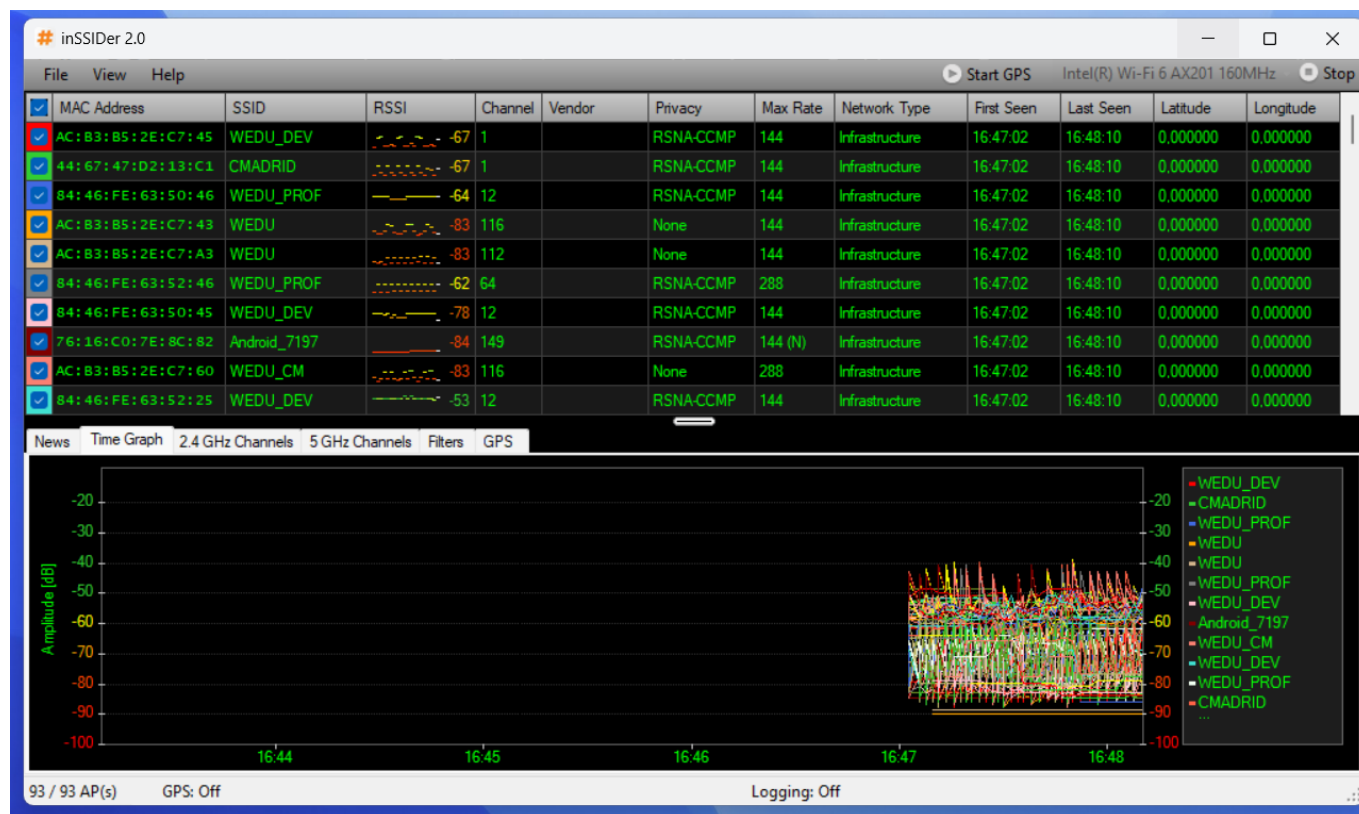 # inSSIDer 2.0
File View Help Start GPS Intel(R) Wi-Fi 6 AX201 160MHz Stop
MAC Address SSID RSSI Channel Vendor Privacy Max Rate Network Type First Seen Last Seen Latitude Longitude
AC:B3:B5:2E:C7:45 WEDU_DEV -67 1 RSNA-CCMP 144 Infrastructure 16:47:02 16:48:10 0,000000 0,000000
44:67:47:D2:13:C1 CMADRID -67 1 RSNA-CCMP 144 Infrastructure 16:47:02 16:48:10 0,000000 0,000000
84:46:FE:63:50:46 WEDU_PROF -64 12 RSNA-CCMP 144 Infrastructure 16:47:02 16:48:10 0,000000 0,000000
AC:B3:B5:2E:C7:43 WEDU -83 116 None 144 Infrastructure 16:47:02 16:48:10 0,000000 0,000000
AC:B3:B5:2E:C7:A3 WEDU -83 112 None 144 Infrastructure 16:47:02 16:48:10 0,000000 0,000000
84:46:FE:63:52:46 WEDU_PROF -62 64 RSNA-CCMP 288 Infrastructure 16:47:02 16:48:10 0,000000 0,000000
84:46:FE:63:50:45 WEDU_DEV -78 12 RSNA-CCMP 144 Infrastructure 16:47:02 16:48:10 0,000000 0,000000
76:16:C0:7E:8C:82 Android_7197 -84 149 RSNA-CCMP 144 (N) Infrastructure 16:47:02 16:48:10 0,000000 0,000000
AC:B3:B5:2E:C7:60 WEDU_CM -83 116 None 288 Infrastructure 16:47:02 16:48:10 0,000000 0,000000
84:46:FE:63:52:25 WEDU_DEV -53 12 RSNA-CCMP 144 Infrastructure 16:47:02 16:48:10 0,000000 0,000000
News Time Graph 2.4 GHz Channels 5 GHz Channels Filters GPS
Amplitude [dB]
-20 -20
-30 -30
-40 -40
-50 -50
-60 -60
-70 -70
-80 -80
-90 -90
-100 -100
16:44 16:45 16:46 16:47 16:48
WEDU_DEV
CMADRID
WEDU_PROF
WEDU
WEDU
WEDU_PROF
WEDU_DEV
Android_7197
WEDU_CM
WEDU_DEV
WEDU_PROF
CMADRID
...
93 / 93 AP(s) GPS: Off Logging: Off